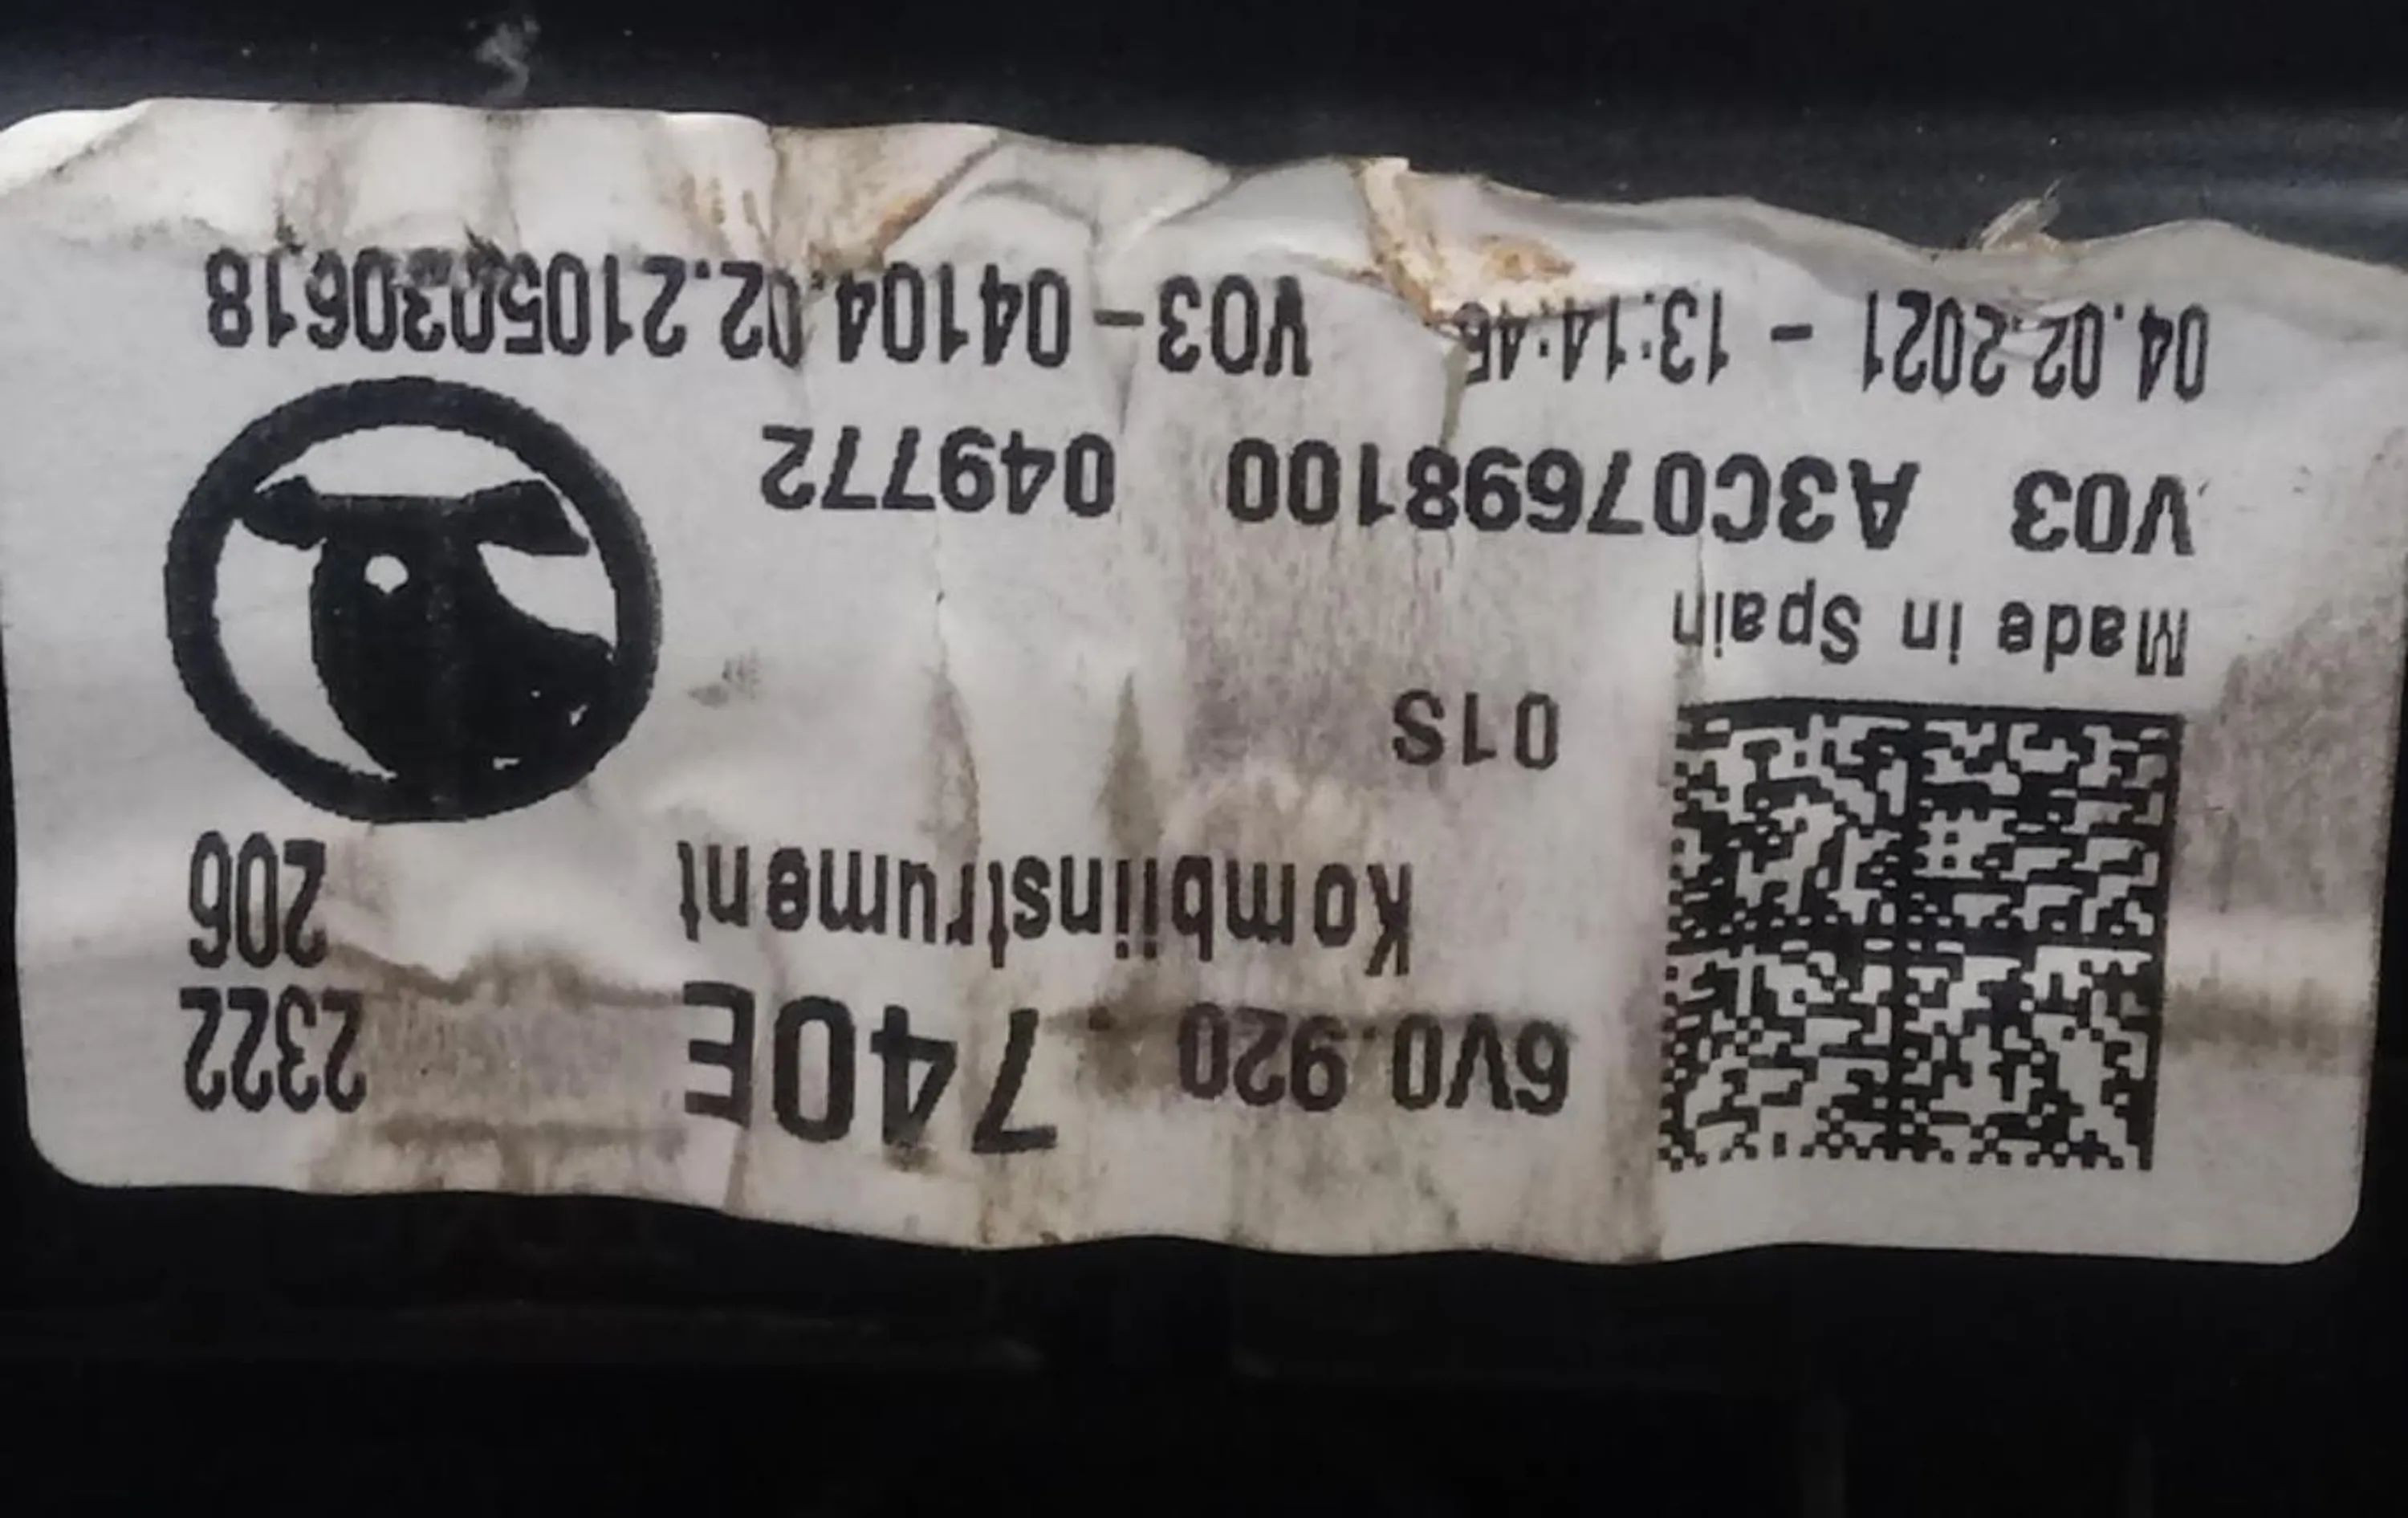 6V0.920. 740E 2322
Kombiinstrument 206
01S
Made in Spain
V03 A3C07698100 049772
04.02.2021 - 13:14:46 V03-04104 02.2105030618